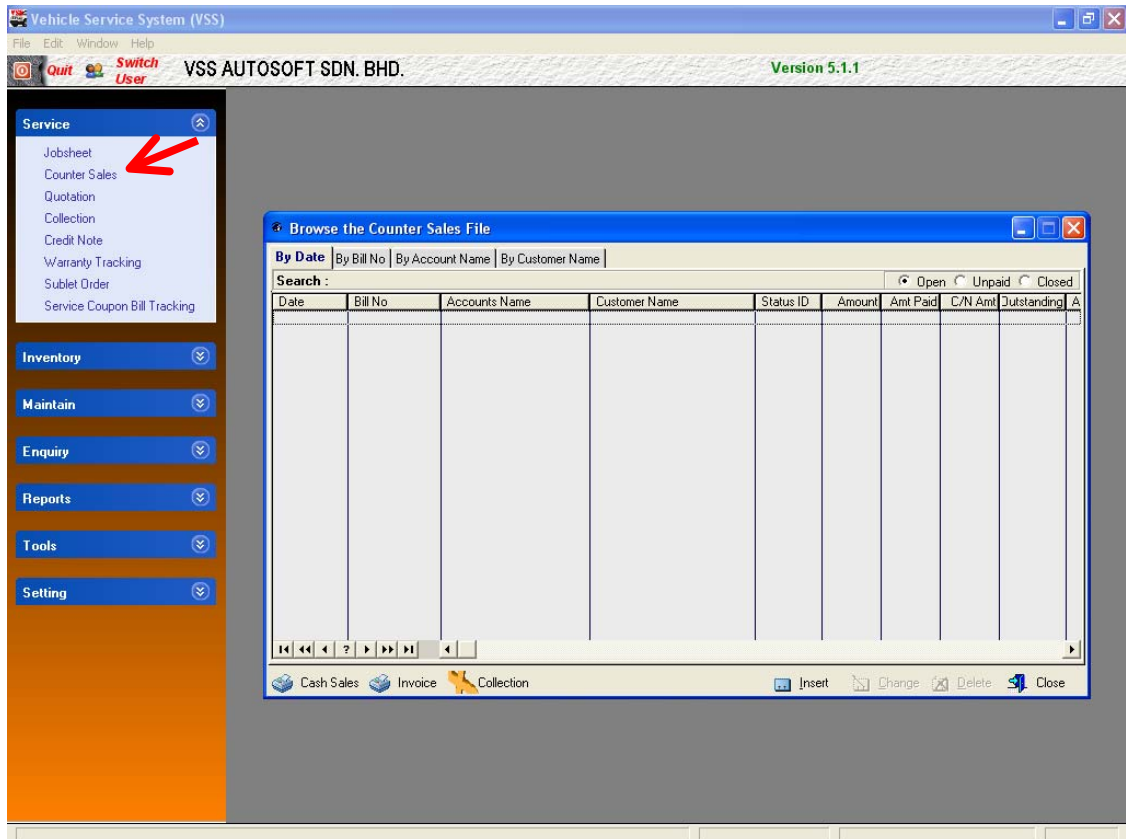 Vehicle Service System (VSS)
File Edit Window Help
Quit Switch User VSS AUTOSOFT SDN. BHD. Version 5.1.1
Service
Jobsheet
Counter Sales
Quotation
Collection
Credit Note
Warranty Tracking
Sublet Order
Service Coupon Bill Tracking
Inventory
Maintain
Enquiry
Reports
Tools
Setting
Browse the Counter Sales File
By Date By Bill No By Account Name By Customer Name
Search : Open Unpaid Closed
Date Bill No Accounts Name Customer Name Status ID Amount Amt Paid C/N Amt Outstanding A
?
Cash Sales Invoice Collection Insert Change Delete Close